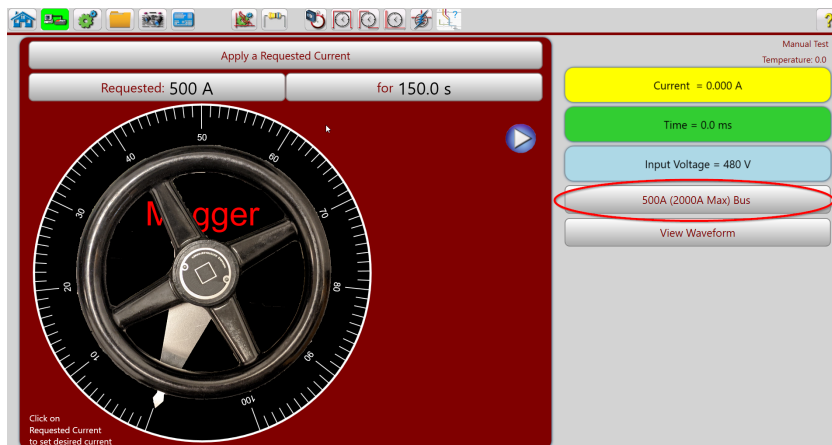 Manual Test
Apply a Requested Current
Temperature: 0.0
Requested: 500 A
for 150.0 s
Current = 0.000 A
Time = 0.0 ms
Input Voltage = 480 V
500A (2000A Max) Bus
View Waveform
50
40
60
30
70
20
80
10
90
100
M gger
Click on
Requested Current
to set desired current